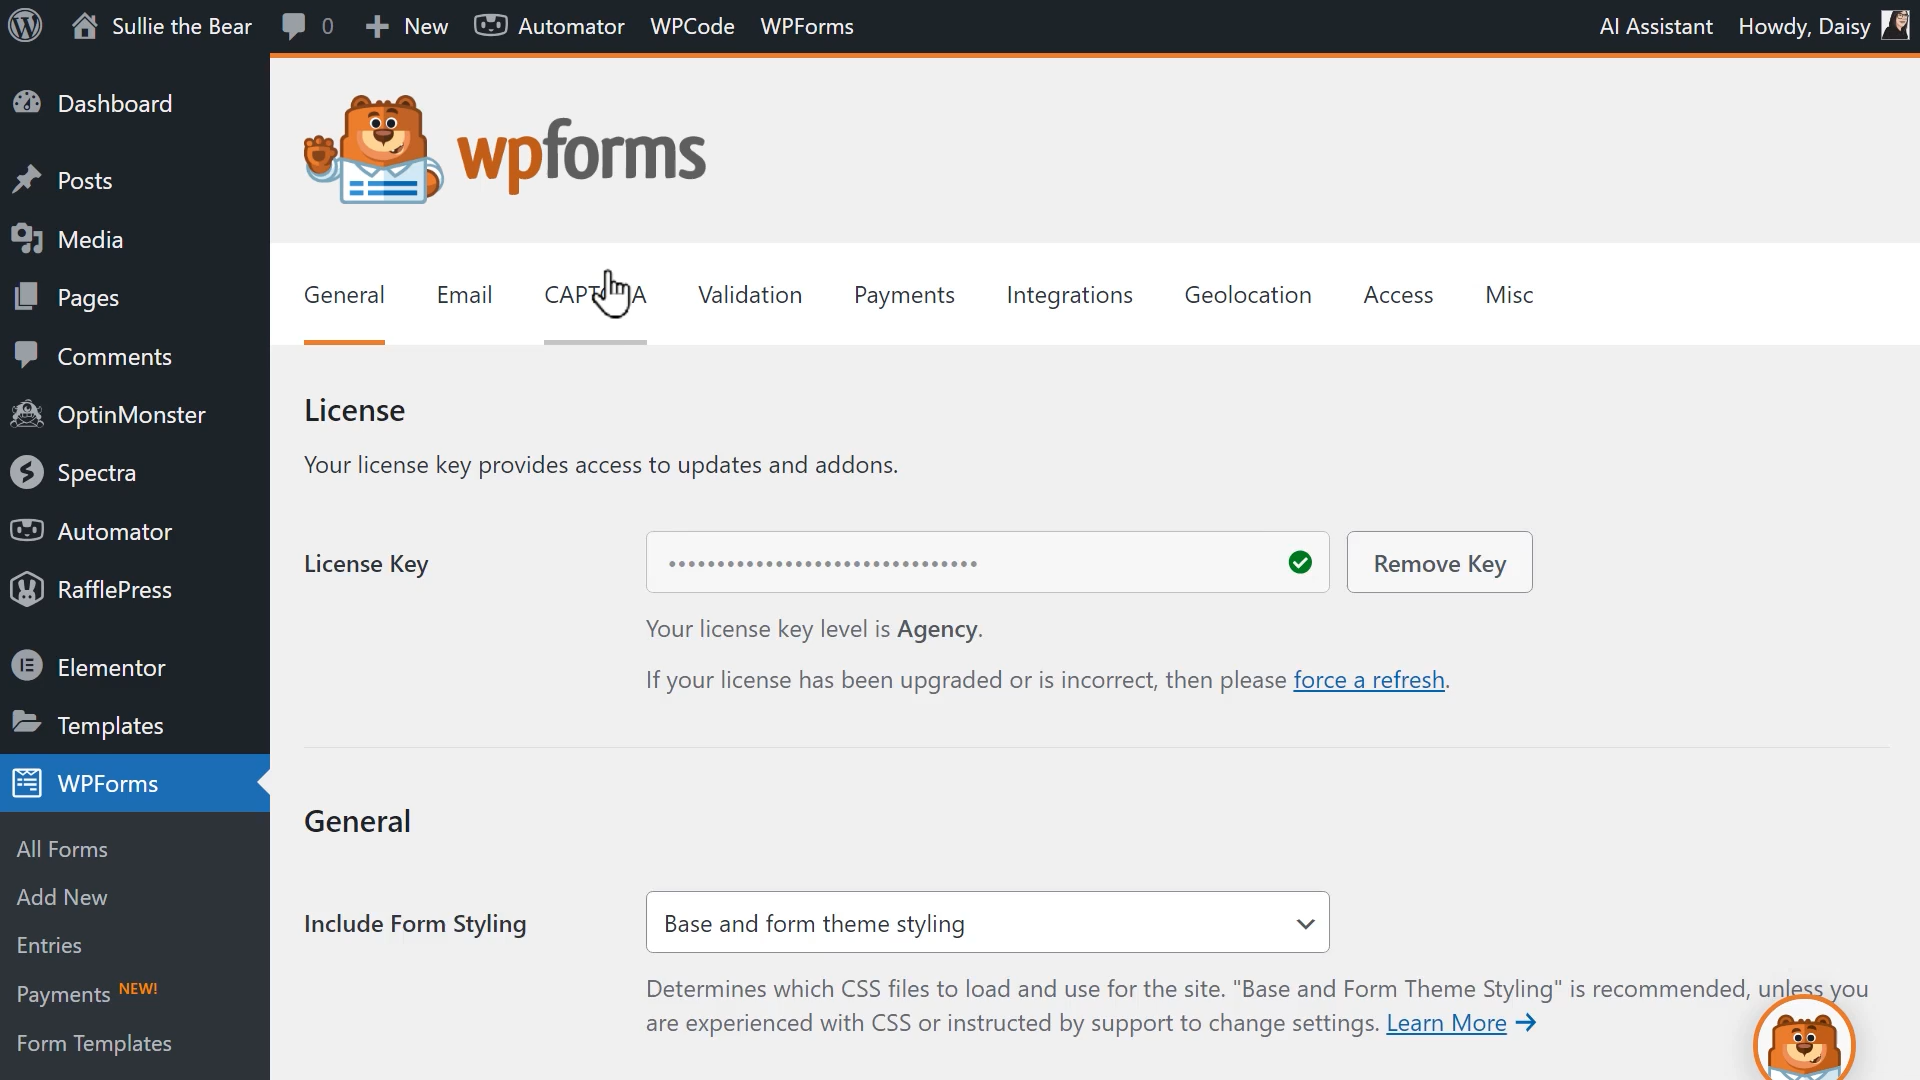 Sullie the Bear
0
New
Automator
WPCode
WPForms
AI Assistant
Howdy, Daisy
Dashboard
Posts
Media
Pages
Comments
OptinMonster
Spectra
Automator
RafflePress
Elementor
Templates
WPForms
All Forms
Add New
Entries
Payments NEW!
Form Templates
wpforms
General
Email
CAPTCHA
Validation
Payments
Integrations
Geolocation
Access
Misc
License
Your license key provides access to updates and addons.
License Key
Remove Key
Your license key level is Agency.
If your license has been upgraded or is incorrect, then please force a refresh.
General
Include Form Styling
Base and form theme styling
Determines which CSS files to load and use for the site. "Base and Form Theme Styling" is recommended, unless you
are experienced with CSS or instructed by support to change settings. Learn More →